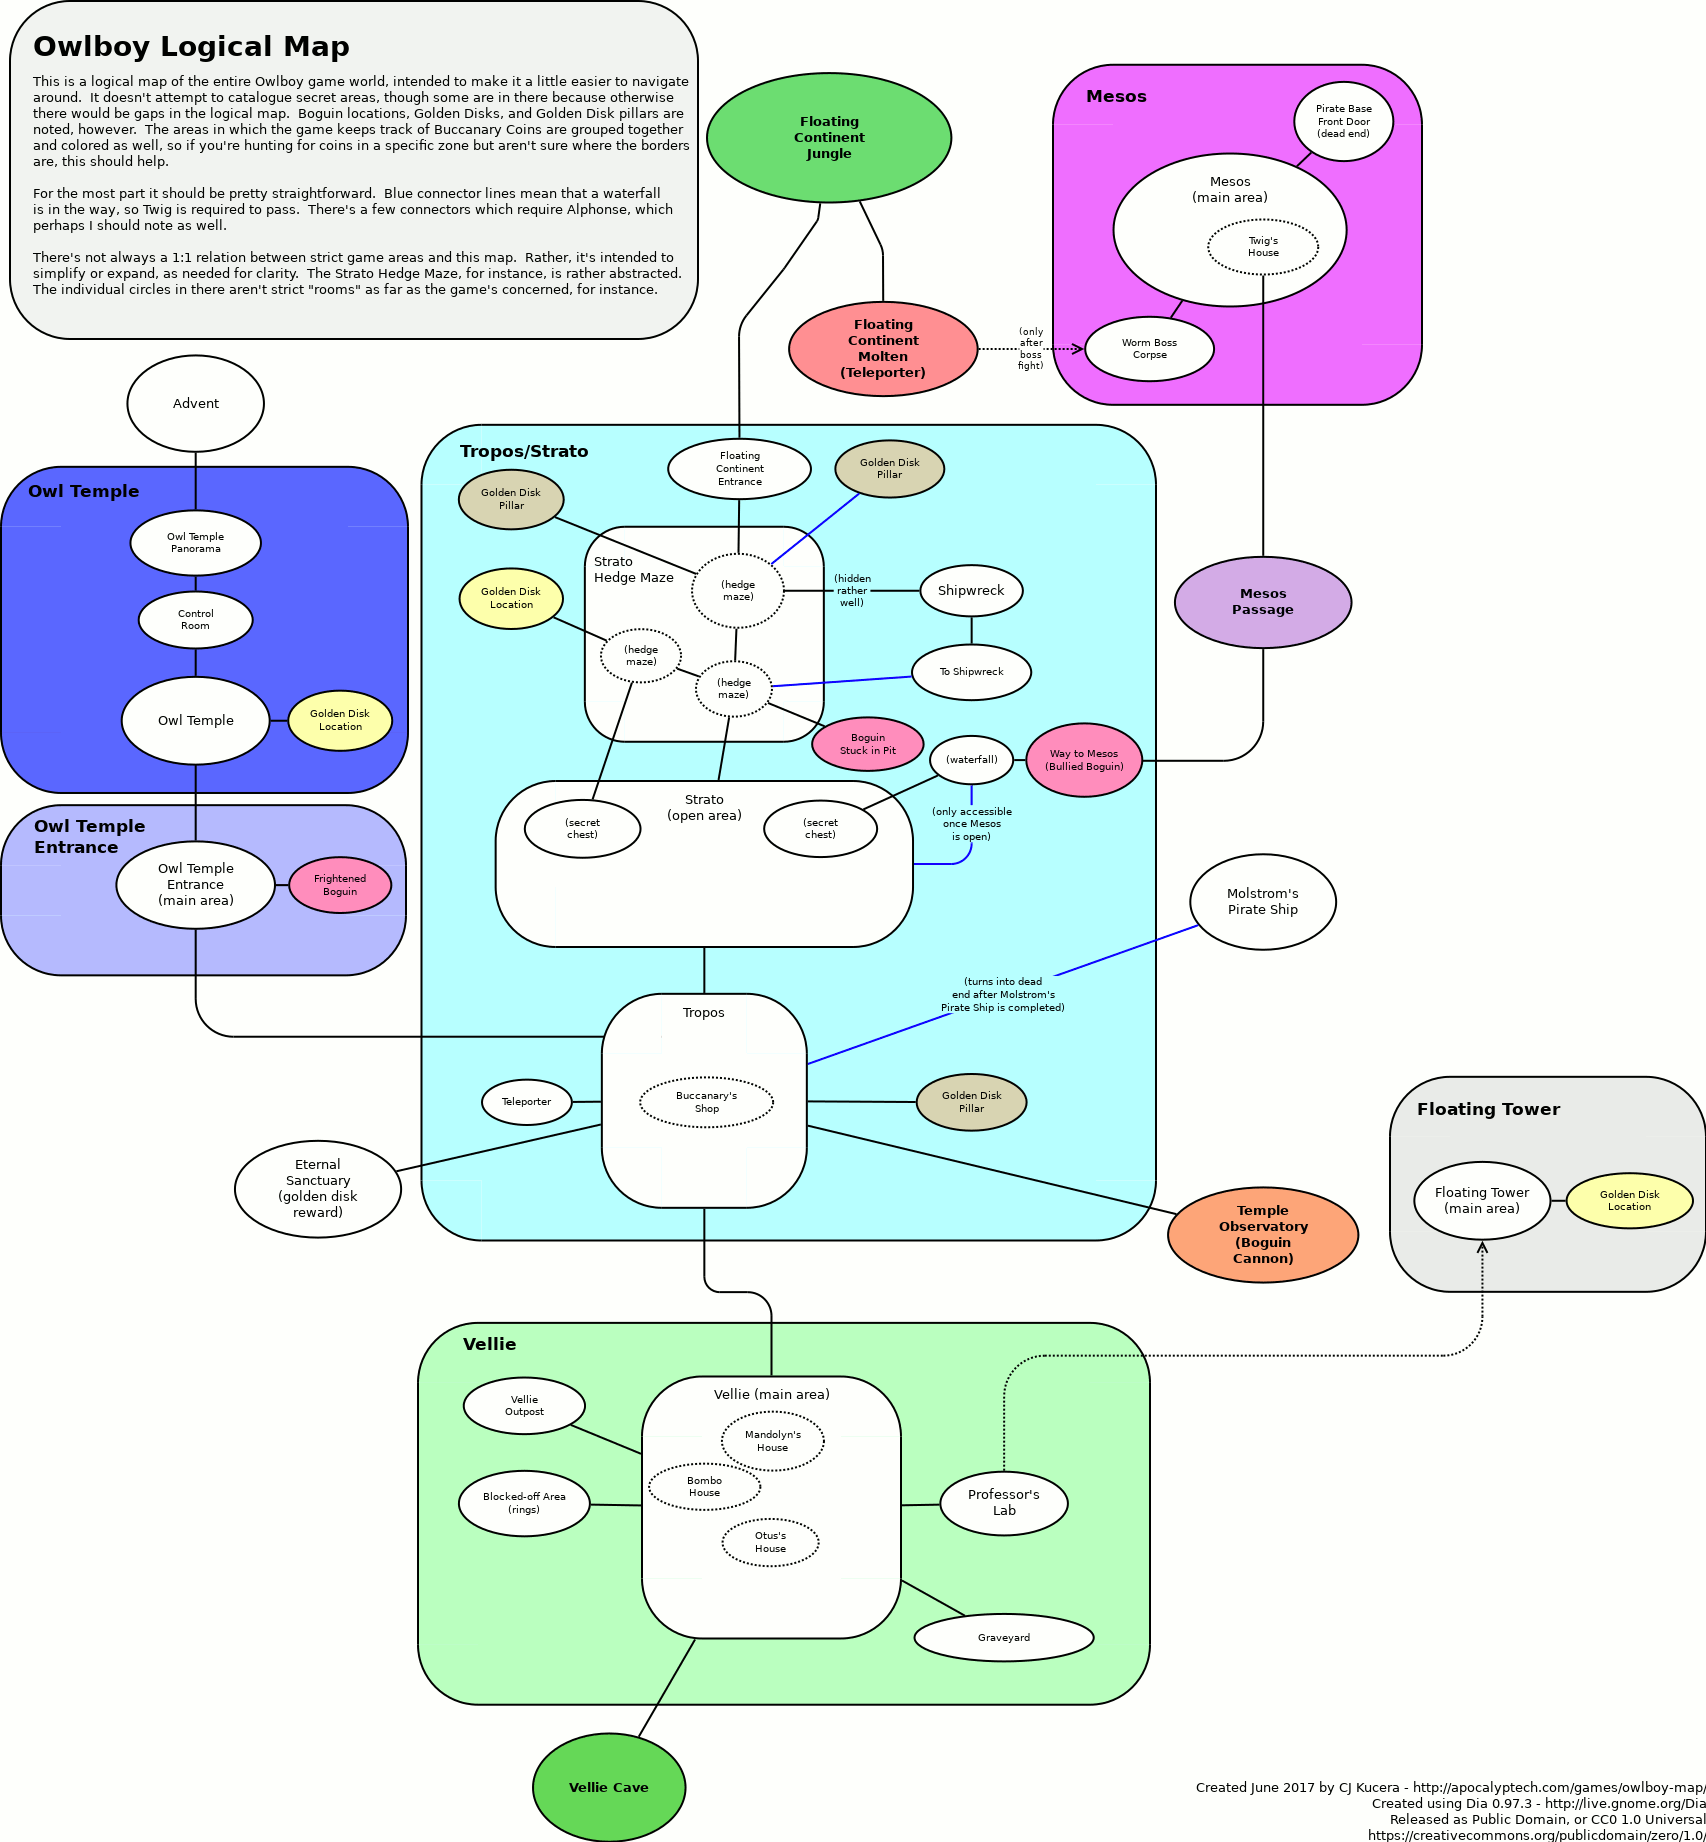 Owlboy Logical Map
This is a logical map of the entire Owlboy game world, intended to make it a little easier to navigate
around.  It doesn't attempt to catalogue secret areas, though some are in there because otherwise
there would be gaps in the logical map.  Boguin locations, Golden Disks, and Golden Disk pillars are
noted, however.  The areas in which the game keeps track of Buccanary Coins are grouped together
and colored as well, so if you're hunting for coins in a specific zone but aren't sure where the borders
are, this should help.
For the most part it should be pretty straightforward.  Blue connector lines mean that a waterfall
is in the way, so Twig is required to pass.  There's a few connectors which require Alphonse, which
perhaps I should note as well.
There's not always a 1:1 relation between strict game areas and this map.  Rather, it's intended to
simplify or expand, as needed for clarity.  The Strato Hedge Maze, for instance, is rather abstracted.
The individual circles in there aren't strict "rooms" as far as the game's concerned, for instance.
Floating
Continent
Jungle
Mesos
Pirate Base
Front Door
(dead end)
Mesos
(main area)
Twig's
House
Worm Boss
Corpse
(only
after
boss
fight)
Floating
Continent
Molten
(Teleporter)
Advent
Owl Temple
Owl Temple
Panorama
Control
Room
Owl Temple
Golden Disk
Location
Owl Temple
Entrance
Owl Temple
Entrance
(main area)
Frightened
Boguin
Tropos/Strato
Golden Disk
Pillar
Floating
Continent
Entrance
Golden Disk
Pillar
Strato
Hedge Maze
(hedge
maze)
(hidden
rather
well)
Shipwreck
Golden Disk
Location
(hedge
maze)
(hedge
maze)
To Shipwreck
Boguin
Stuck in Pit
(waterfall)
Way to Mesos
(Bullied Boguin)
Mesos
Passage
Strato
(open area)
(secret
chest)
(secret
chest)
(only accessible
once Mesos
is open)
Molstrom's
Pirate Ship
(turns into dead
end after Molstrom's
Pirate Ship is completed)
Tropos
Buccanary's
Shop
Teleporter
Golden Disk
Pillar
Eternal
Sanctuary
(golden disk
reward)
Temple
Observatory
(Boguin
Cannon)
Floating Tower
Floating Tower
(main area)
Golden Disk
Location
Vellie
Vellie
Outpost
Vellie (main area)
Mandolyn's
House
Bombo
House
Otus's
House
Blocked-off Area
(rings)
Professor's
Lab
Graveyard
Vellie Cave
Created June 2017 by CJ Kucera - http://apocalyptech.com/games/owlboy-map/
Created using Dia 0.97.3 - http://live.gnome.org/Dia
Released as Public Domain, or CC0 1.0 Universal
https://creativecommons.org/publicdomain/zero/1.0/